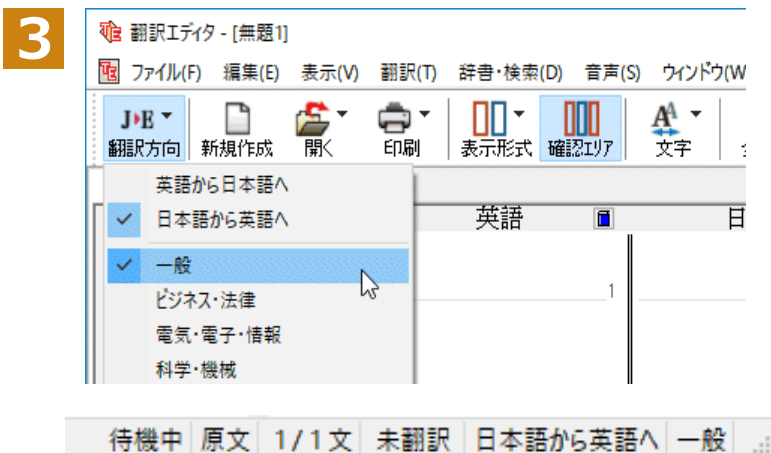 3
翻訳エディタ - [無題1]
ファイル(F) 編集(E) 表示(V) 翻訳(T) 辞書・検索(D) 音声(S) ウィンドウ(W
J▸E
翻訳方向 新規作成 開く 印刷 表示形式 確認エリア 文字
英語から日本語へ
日本語から英語へ
英語 日
一般
1
ビジネス・法律
電気・電子・情報
科学・機械
待機中 原文 1/1文 未翻訳 日本語から英語へ 一般